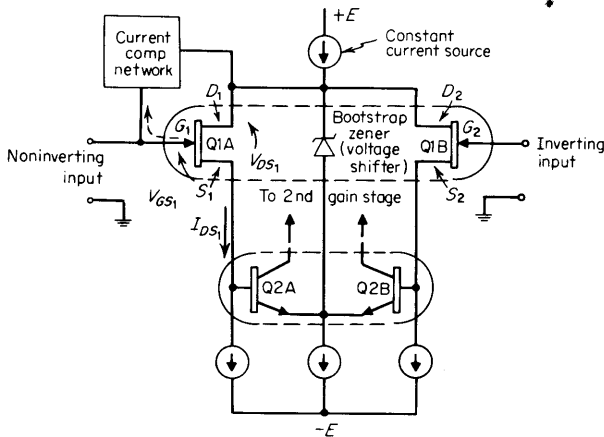 +E
Current
comp
network
Constant
current source
D1
D2
G1
Q1A
VDS1
Bootstrap
zener
(voltage
shifter)
G2
Q1B
Noninverting
input
Inverting
input
VGS1
S1
S2
To 2nd gain stage
IDS1
Q2A
Q2B
-E